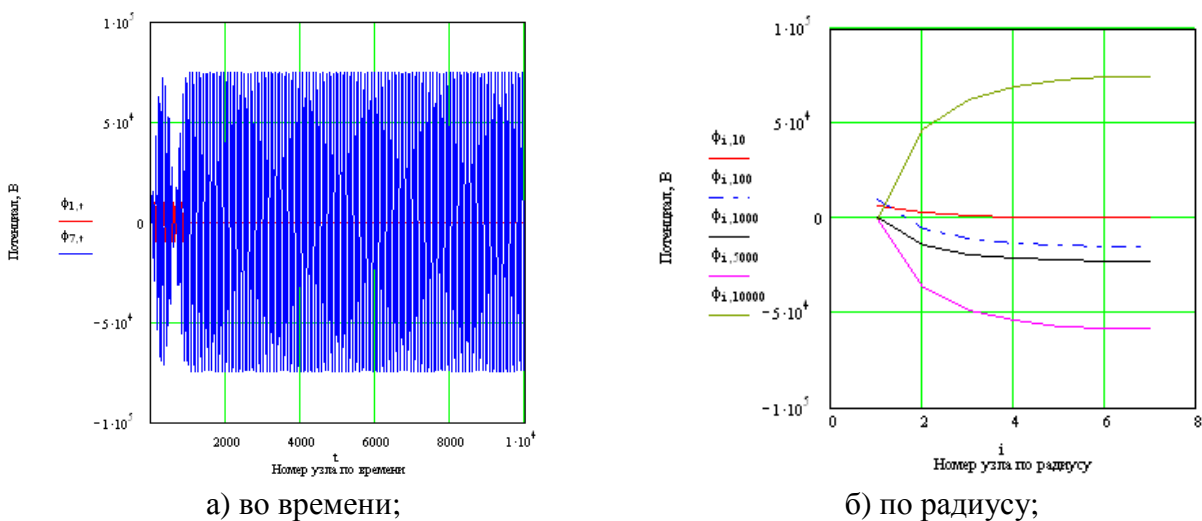 1·10⁵
5·10⁴
0
−5·10⁴
−1·10⁵
Потенциал, В
ϕ1,t
ϕ7,t
2000 4000 6000 8000 1·10⁴
t
Номер узла по времени
а) во времени;
1·10⁵
5·10⁴
0
−5·10⁴
−1·10⁵
Потенциал, В
ϕi,10
ϕi,100
ϕi,1000
ϕi,5000
ϕi,10000
0 2 4 6 8
i
Номер узла по радиусу
б) по радиусу;